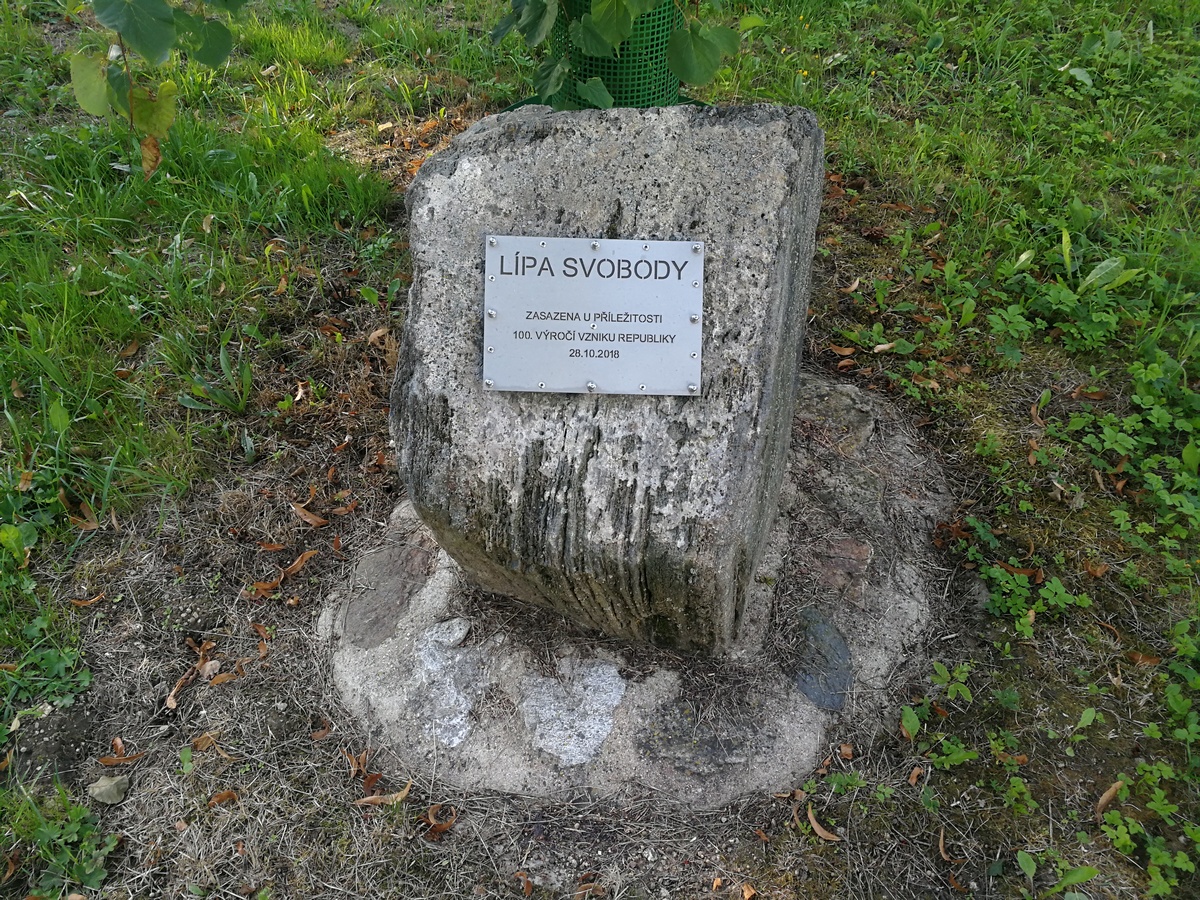 LÍPA SVOBODY
ZASAZENA U PŘÍLEŽITOSTI
100. VÝROČÍ VZNIKU REPUBLIKY
28.10.2018